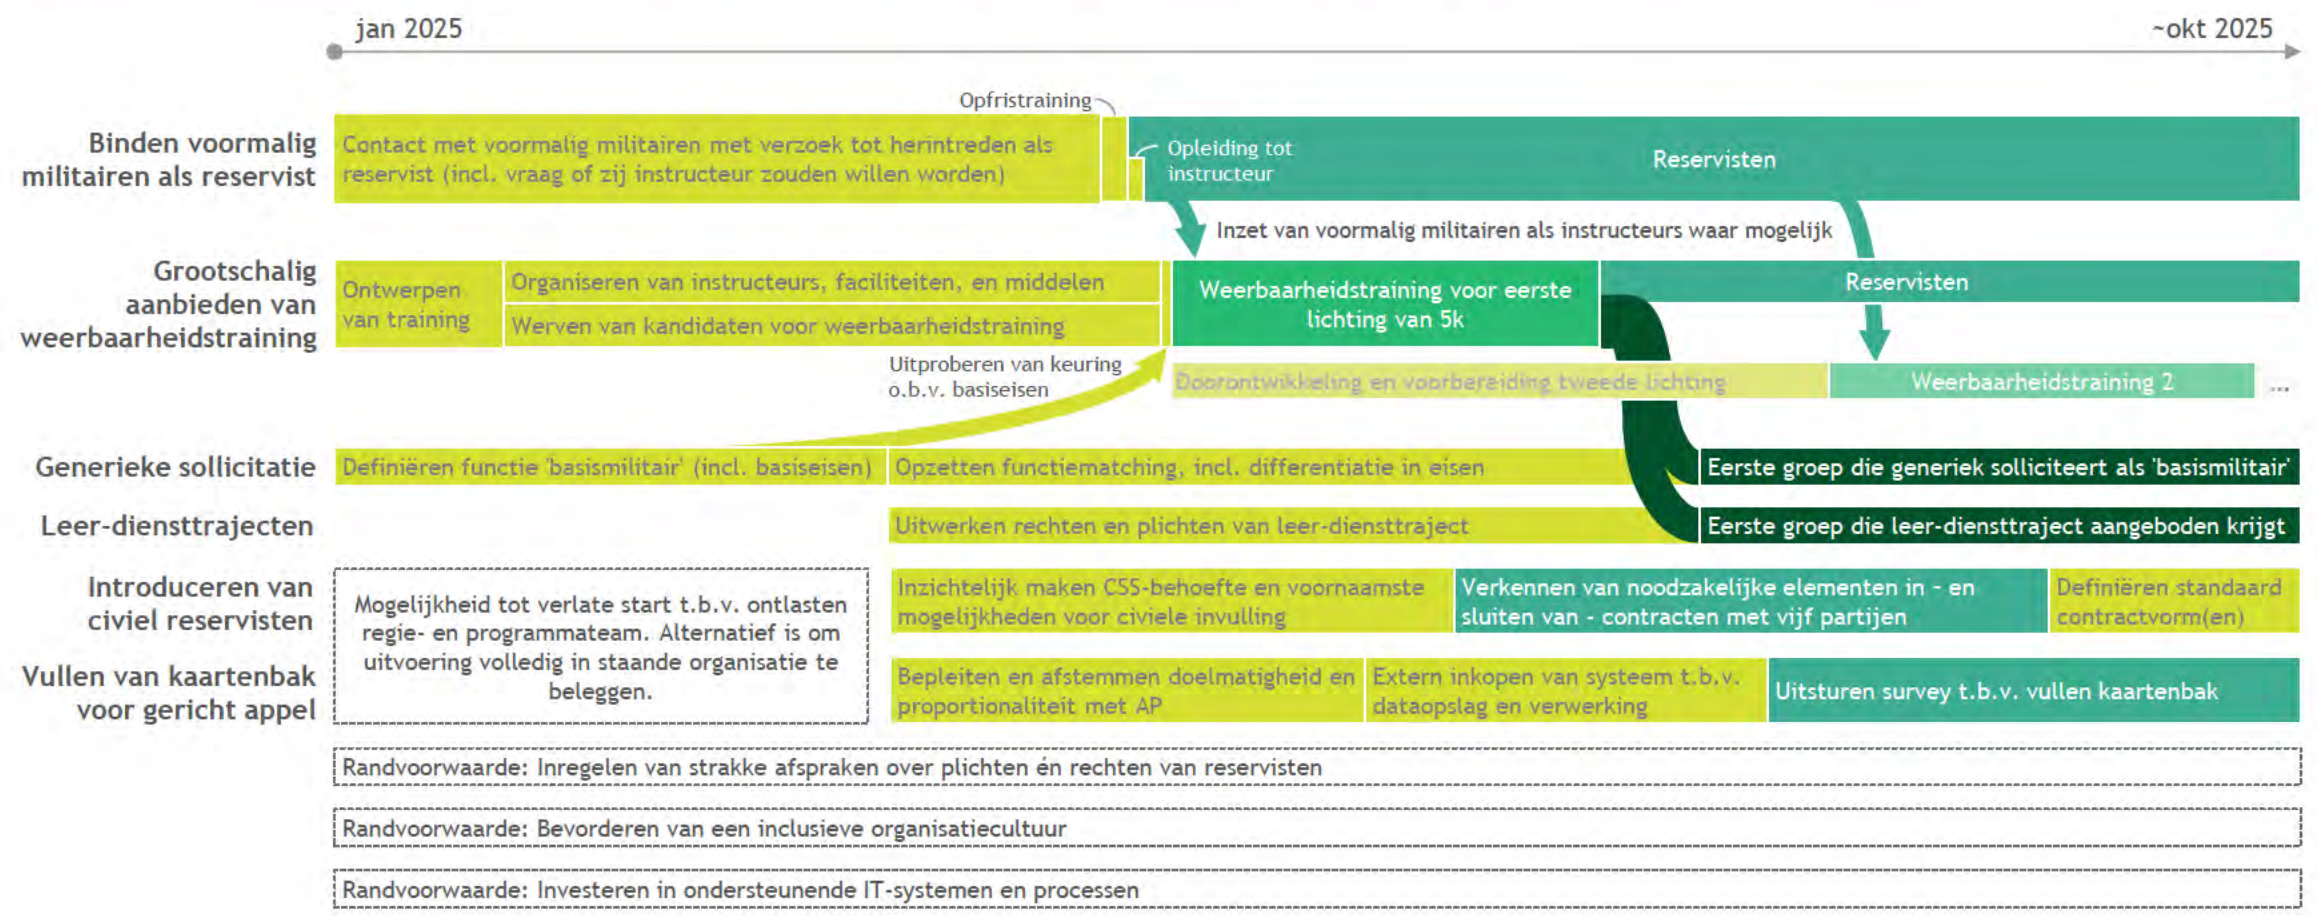 jan 2025
~okt 2025
Opfristraining
Binden voormalig
militairen als reservist
Contact met voormalig militairen met verzoek tot herintreden als
reservist (incl. vraag of zij instructeur zouden willen worden)
Opleiding tot
instructeur
Reservisten
Inzet van voormalig militairen als instructeurs waar mogelijk
Grootschalig
aanbieden van
weerbaarheidstraining
Ontwerpen
van training
Organiseren van instructeurs, faciliteiten, en middelen
Werven van kandidaten voor weerbaarheidstraining
Weerbaarheidstraining voor eerste
lichting van 5k
Reservisten
Uitproberen van keuring
o.b.v. basiseisen
Doorontwikkeling en voorbereiding tweede lichting
Weerbaarheidstraining 2
...
Generieke sollicitatie
Definiëren functie 'basismilitair' (incl. basiseisen)
Opzetten functiematching, incl. differentiatie in eisen
Eerste groep die generiek solliciteert als 'basismilitair'
Leer-diensttrajecten
Uitwerken rechten en plichten van leer-diensttraject
Eerste groep die leer-diensttraject aangeboden krijgt
Introduceren van
civiel reservisten
Mogelijkheid tot verlate start t.b.v. ontlasten
regie- en programmateam. Alternatief is om
uitvoering volledig in staande organisatie te
beleggen.
Inzichtelijk maken CSS-behoefte en voornaamste
mogelijkheden voor civiele invulling
Verkennen van noodzakelijke elementen in - en
sluiten van - contracten met vijf partijen
Definiëren standaard
contractvorm(en)
Vullen van kaartenbak
voor gericht appel
Bepleiten en afstemmen doelmatigheid en
proportionaliteit met AP
Extern inkopen van systeem t.b.v.
dataopslag en verwerking
Uitsturen survey t.b.v. vullen kaartenbak
Randvoorwaarde: Inregelen van strakke afspraken over plichten én rechten van reservisten
Randvoorwaarde: Bevorderen van een inclusieve organisatiecultuur
Randvoorwaarde: Investeren in ondersteunende IT-systemen en processen